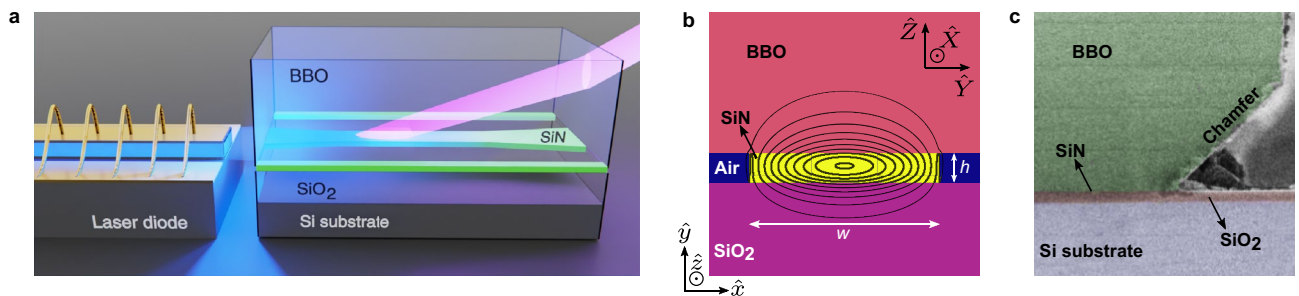 a
BBO
SiN
SiO₂
Laser diode
Si substrate
b
BBO
Ẑ
X̂
Ŷ
SiN
Air
h
w
SiO₂
ŷ
ẑ
x̂
c
BBO
Chamfer
SiN
SiO₂
Si substrate